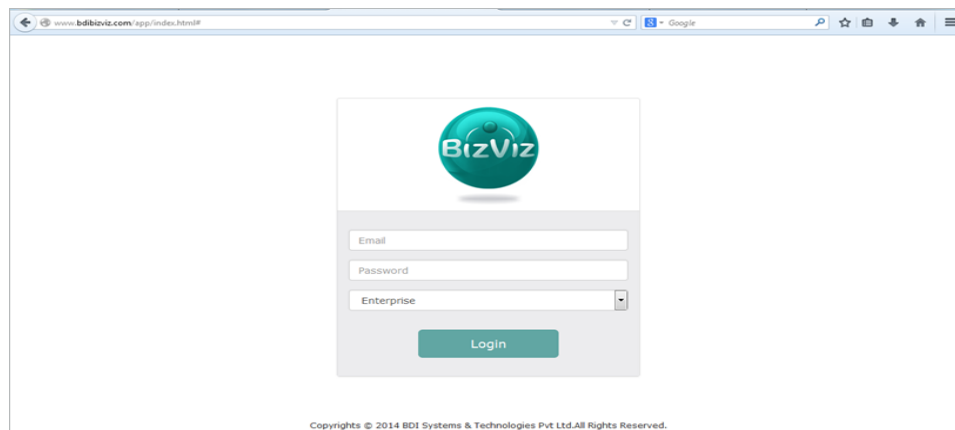 www.bdibizviz.com/app/index.html#
Google
BizViz
Email
Password
Enterprise
Login
Copyrights © 2014 BDI Systems & Technologies Pvt Ltd.All Rights Reserved.